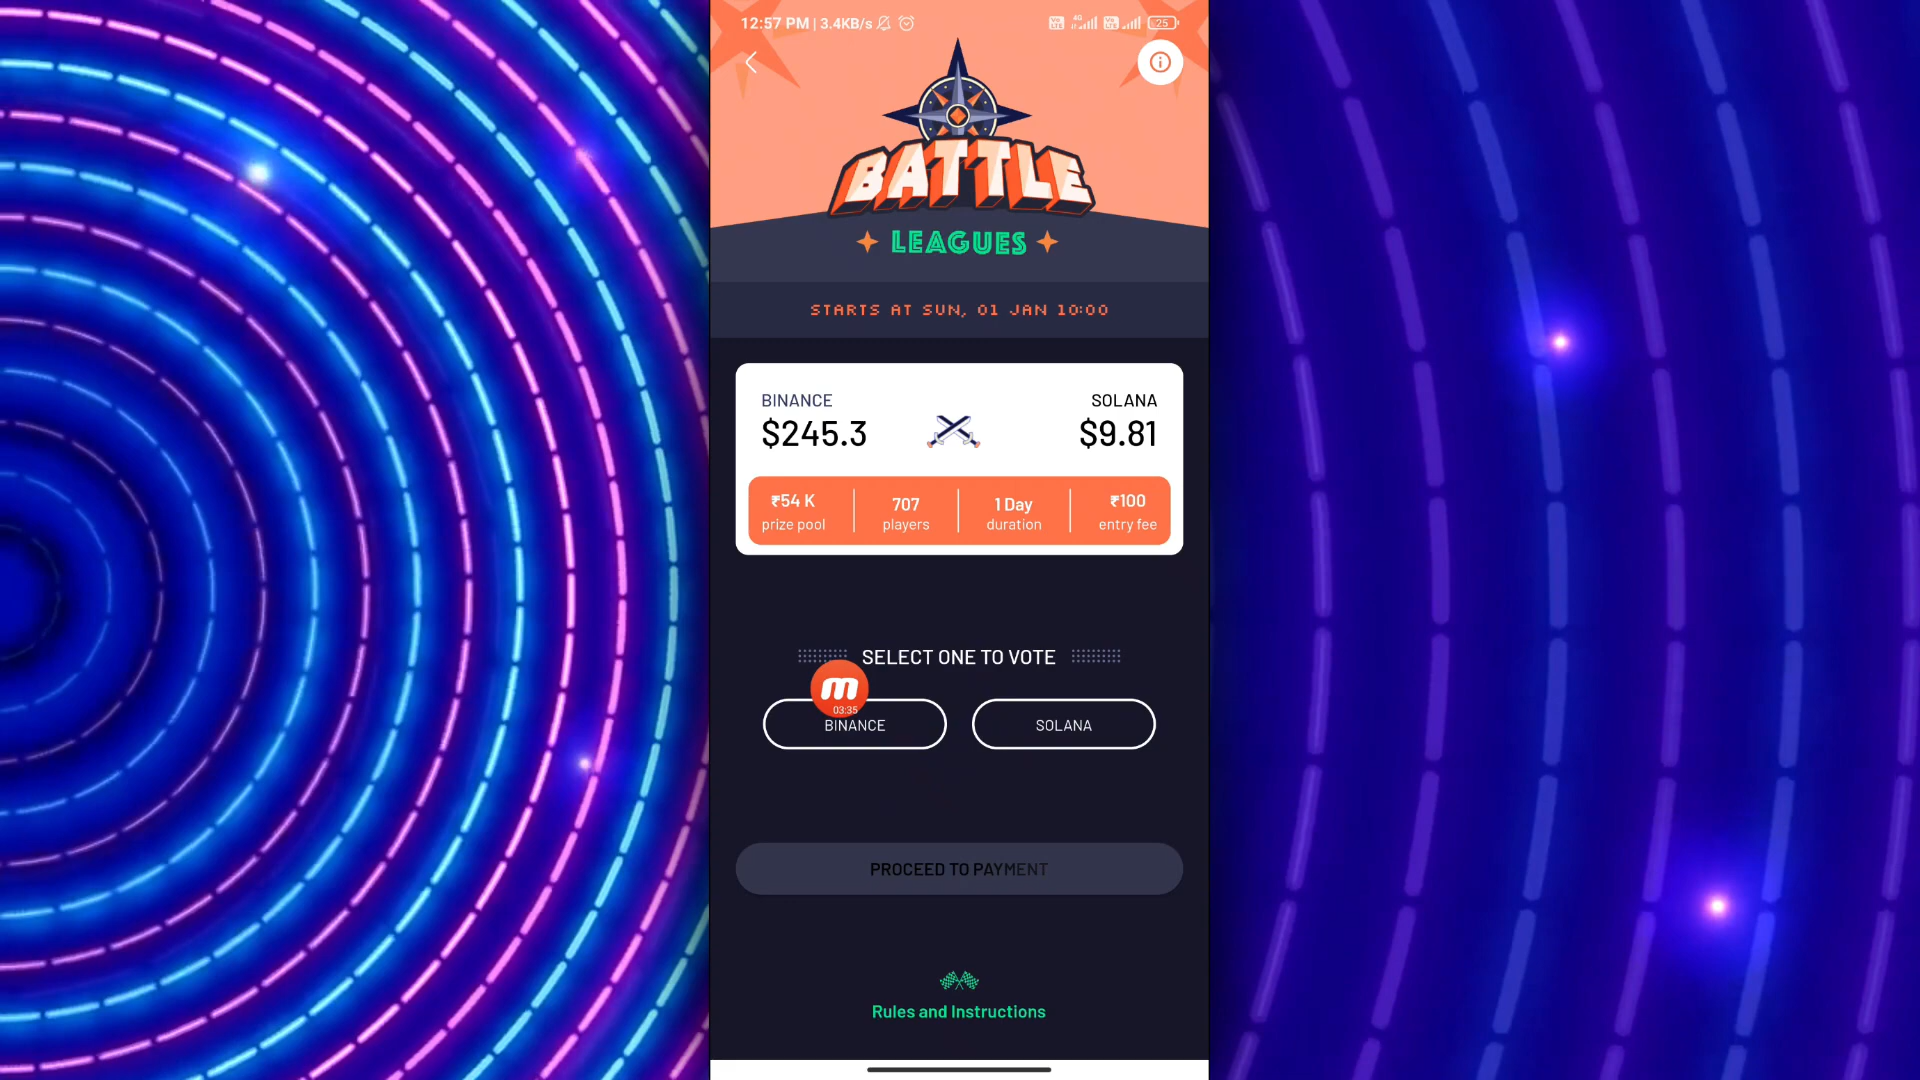 12:57 PM | 3.4KB/s
4G
25
BATTLE
LEAGUES
STARTS AT SUN, 01 JAN 10:00
BINANCE
SOLANA
$245.3
$9.81
₹54 K
707
1 Day
₹100
prize pool
players
duration
entry fee
SELECT ONE TO VOTE
m
03:35
BINANCE
SOLANA
PROCEED TO PAYMENT
Rules and Instructions